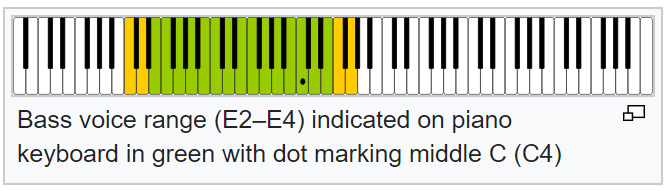 Bass voice range (E2–E4) indicated on piano
keyboard in green with dot marking middle C (C4)